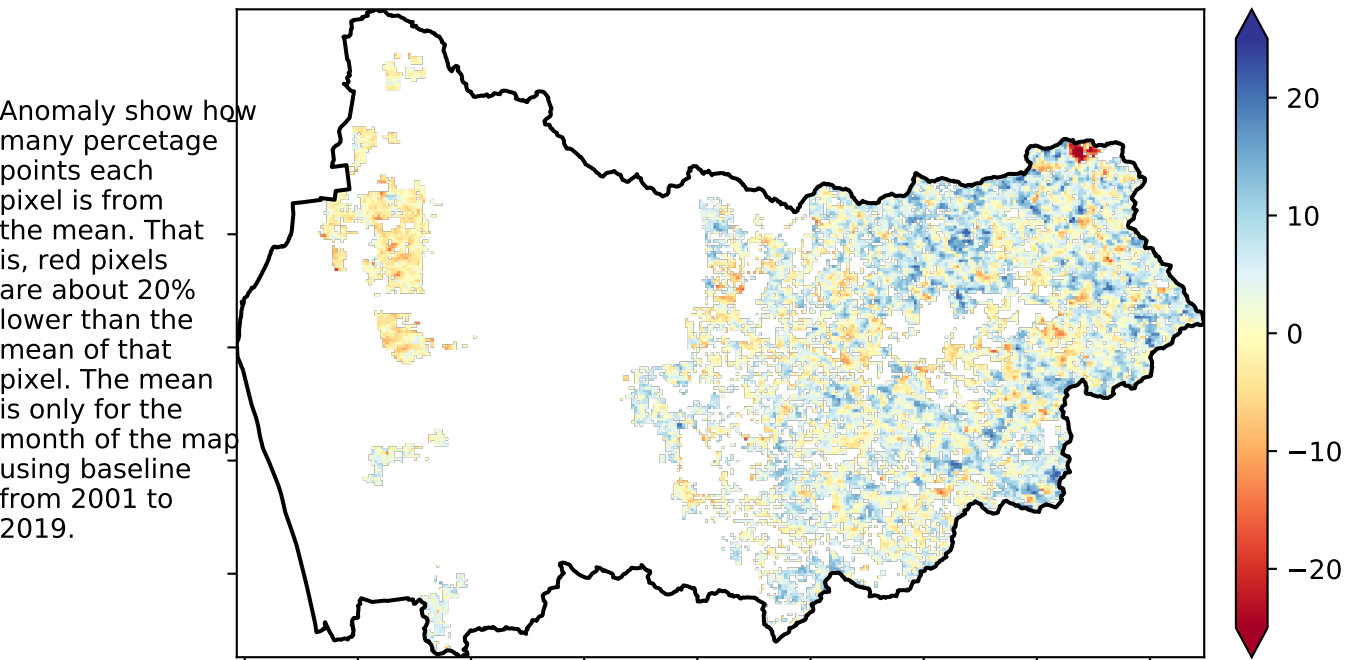 Anomaly show how
many percetage
points each
pixel is from
the mean. That
is, red pixels
are about 20%
lower than the
mean of that
pixel. The mean
is only for the
month of the map
using baseline
from 2001 to
2019.
20
10
0
−10
−20